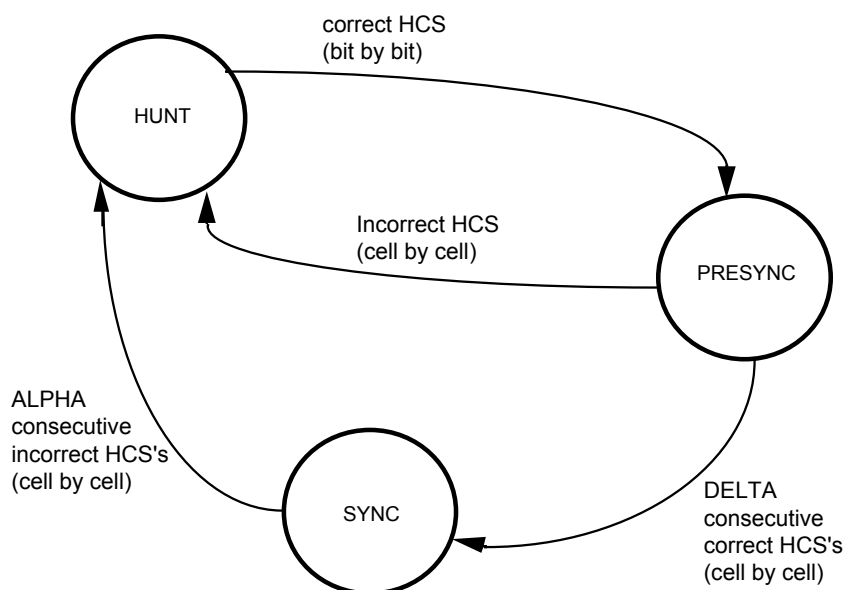 correct HCS
(bit by bit)
HUNT
Incorrect HCS
(cell by cell)
PRESYNC
ALPHA
consecutive
incorrect HCS's
(cell by cell)
SYNC
DELTA
consecutive
correct HCS's
(cell by cell)